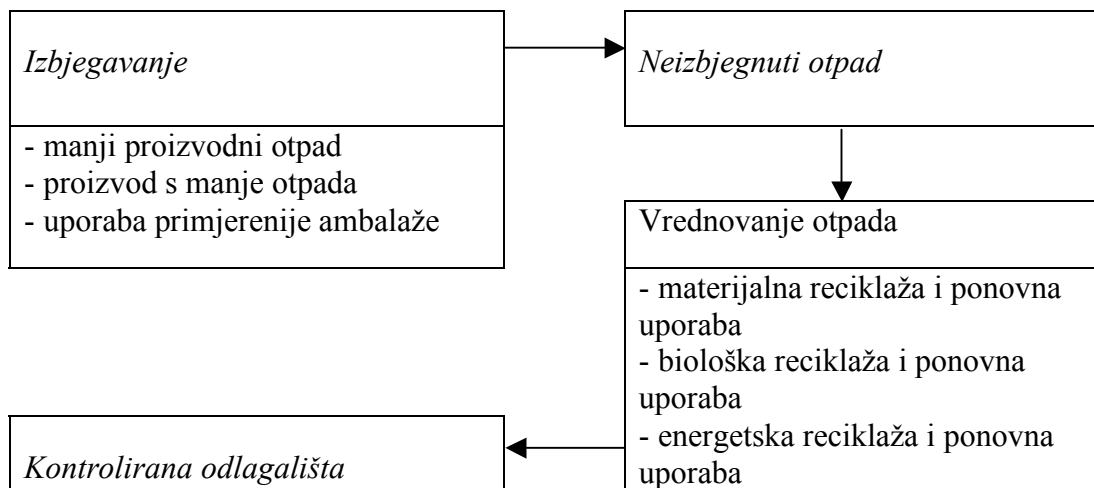 Izbjegavanje
- manji proizvodni otpad
- proizvod s manje otpada
- uporaba primjerenije ambalaže
Neizbjegnuti otpad
Vrednovanje otpada
- materijalna reciklaža i ponovna
uporaba
- biološka reciklaža i ponovna
uporaba
- energetska reciklaža i ponovna
uporaba
Kontrolirana odlagališta